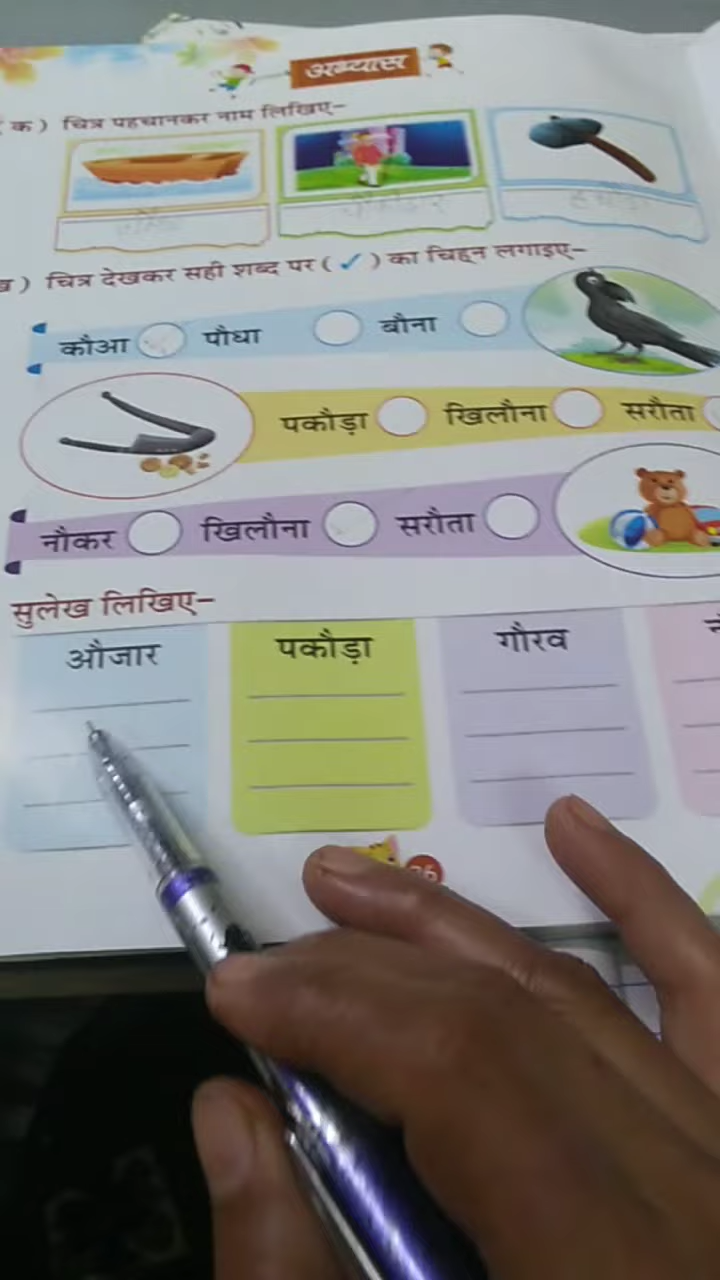 अभ्यास
क) चित्र पहचानकर नाम लिखिए–
ख) चित्र देखकर सही शब्द पर (✓) का चिह्न लगाइए–
कौआ पौधा बौना
पकौड़ा खिलौना सरौता
नौकर खिलौना सरौता
सुलेख लिखिए–
औजार पकौड़ा गौरव